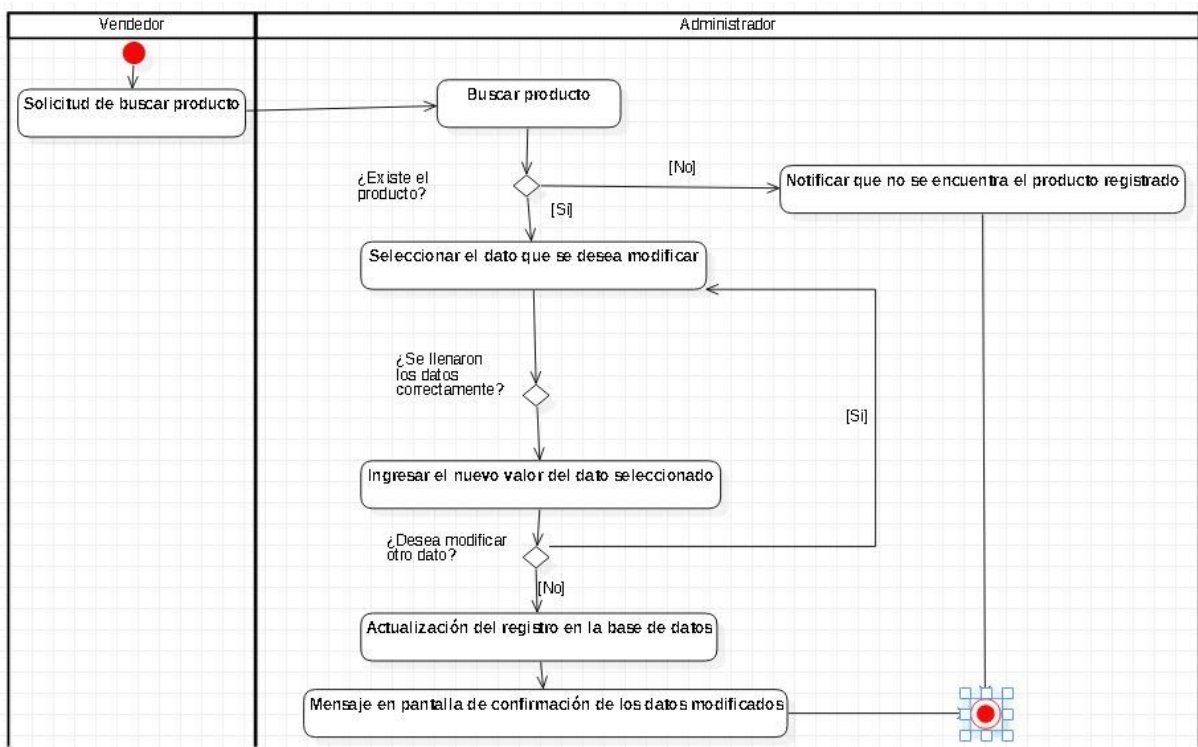 Vendedor
Administrador
Solicitud de buscar producto
Buscar producto
¿Existe el
producto?
[No]
Notificar que no se encuentra el producto registrado
[Si]
Seleccionar el dato que se desea modificar
¿Se llenaron
los datos
correctamente?
[Si]
Ingresar el nuevo valor del dato seleccionado
¿Desea modificar
otro dato?
[No]
Actualización del registro en la base de datos
Mensaje en pantalla de confirmación de los datos modificados